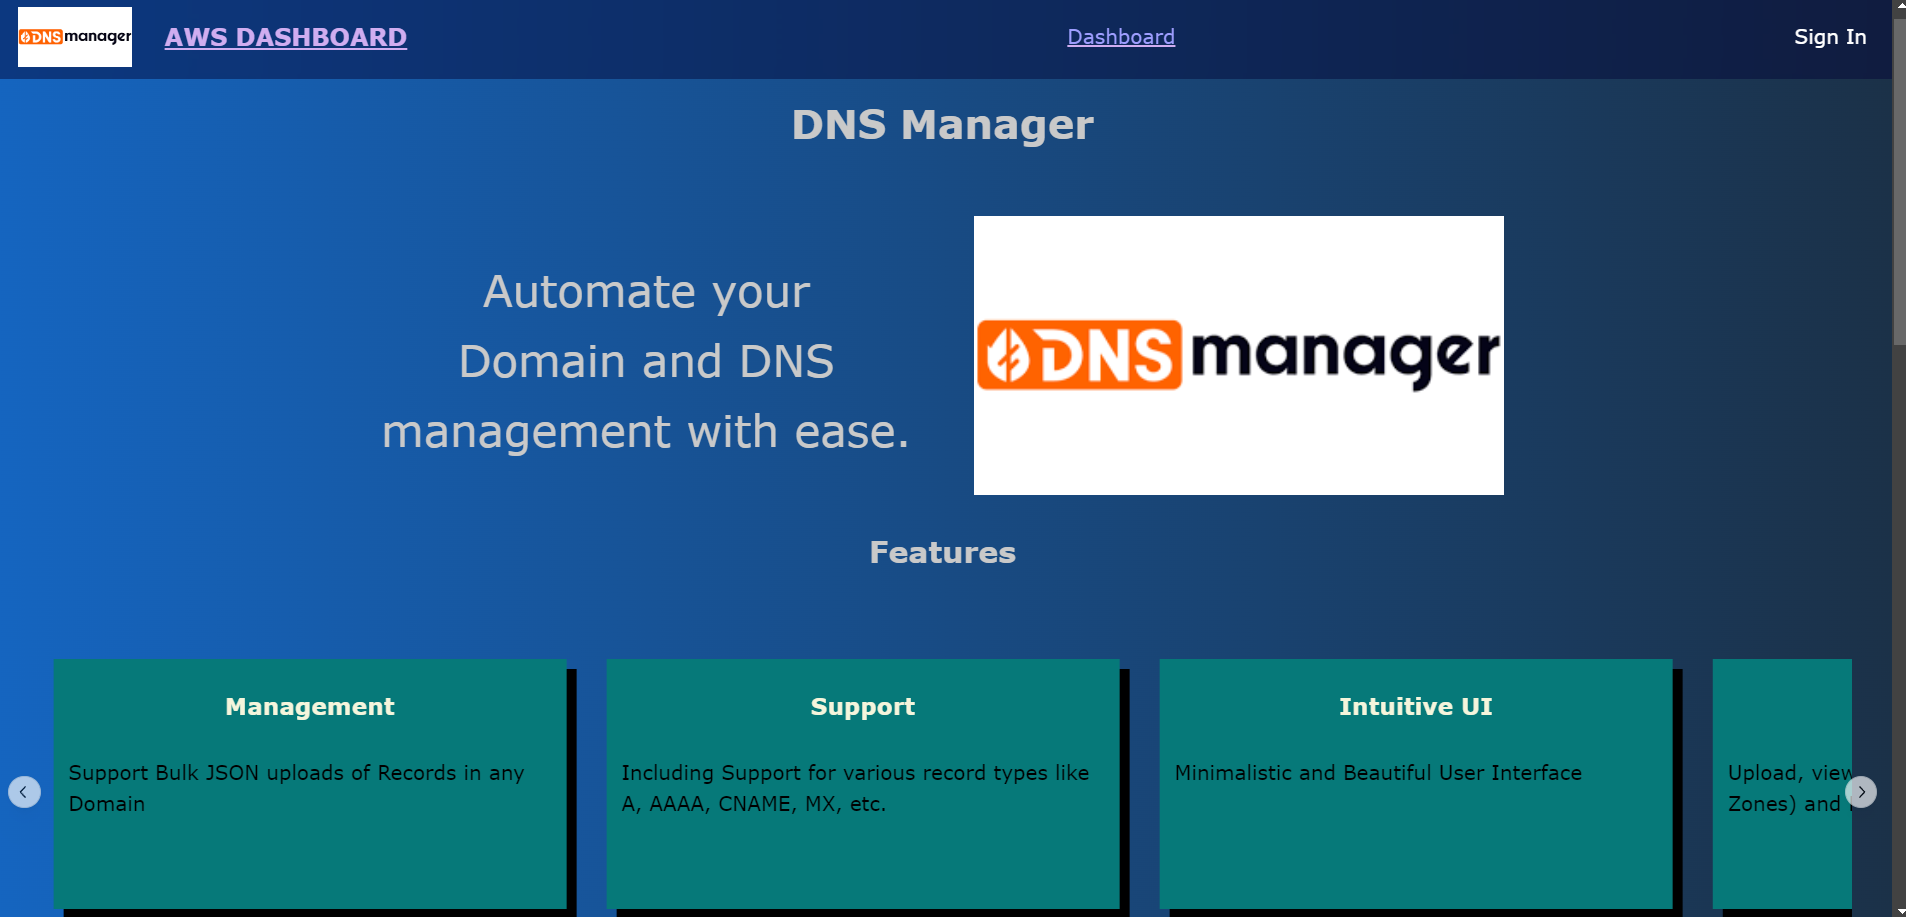 DNS manager
AWS DASHBOARD
Dashboard
Sign In
DNS Manager
Automate your
Domain and DNS
management with ease.
DNS manager
Features
Management
Support Bulk JSON uploads of Records in any
Domain
Support
Including Support for various record types like
A, AAAA, CNAME, MX, etc.
Intuitive UI
Minimalistic and Beautiful User Interface
Upload, view
Zones) and